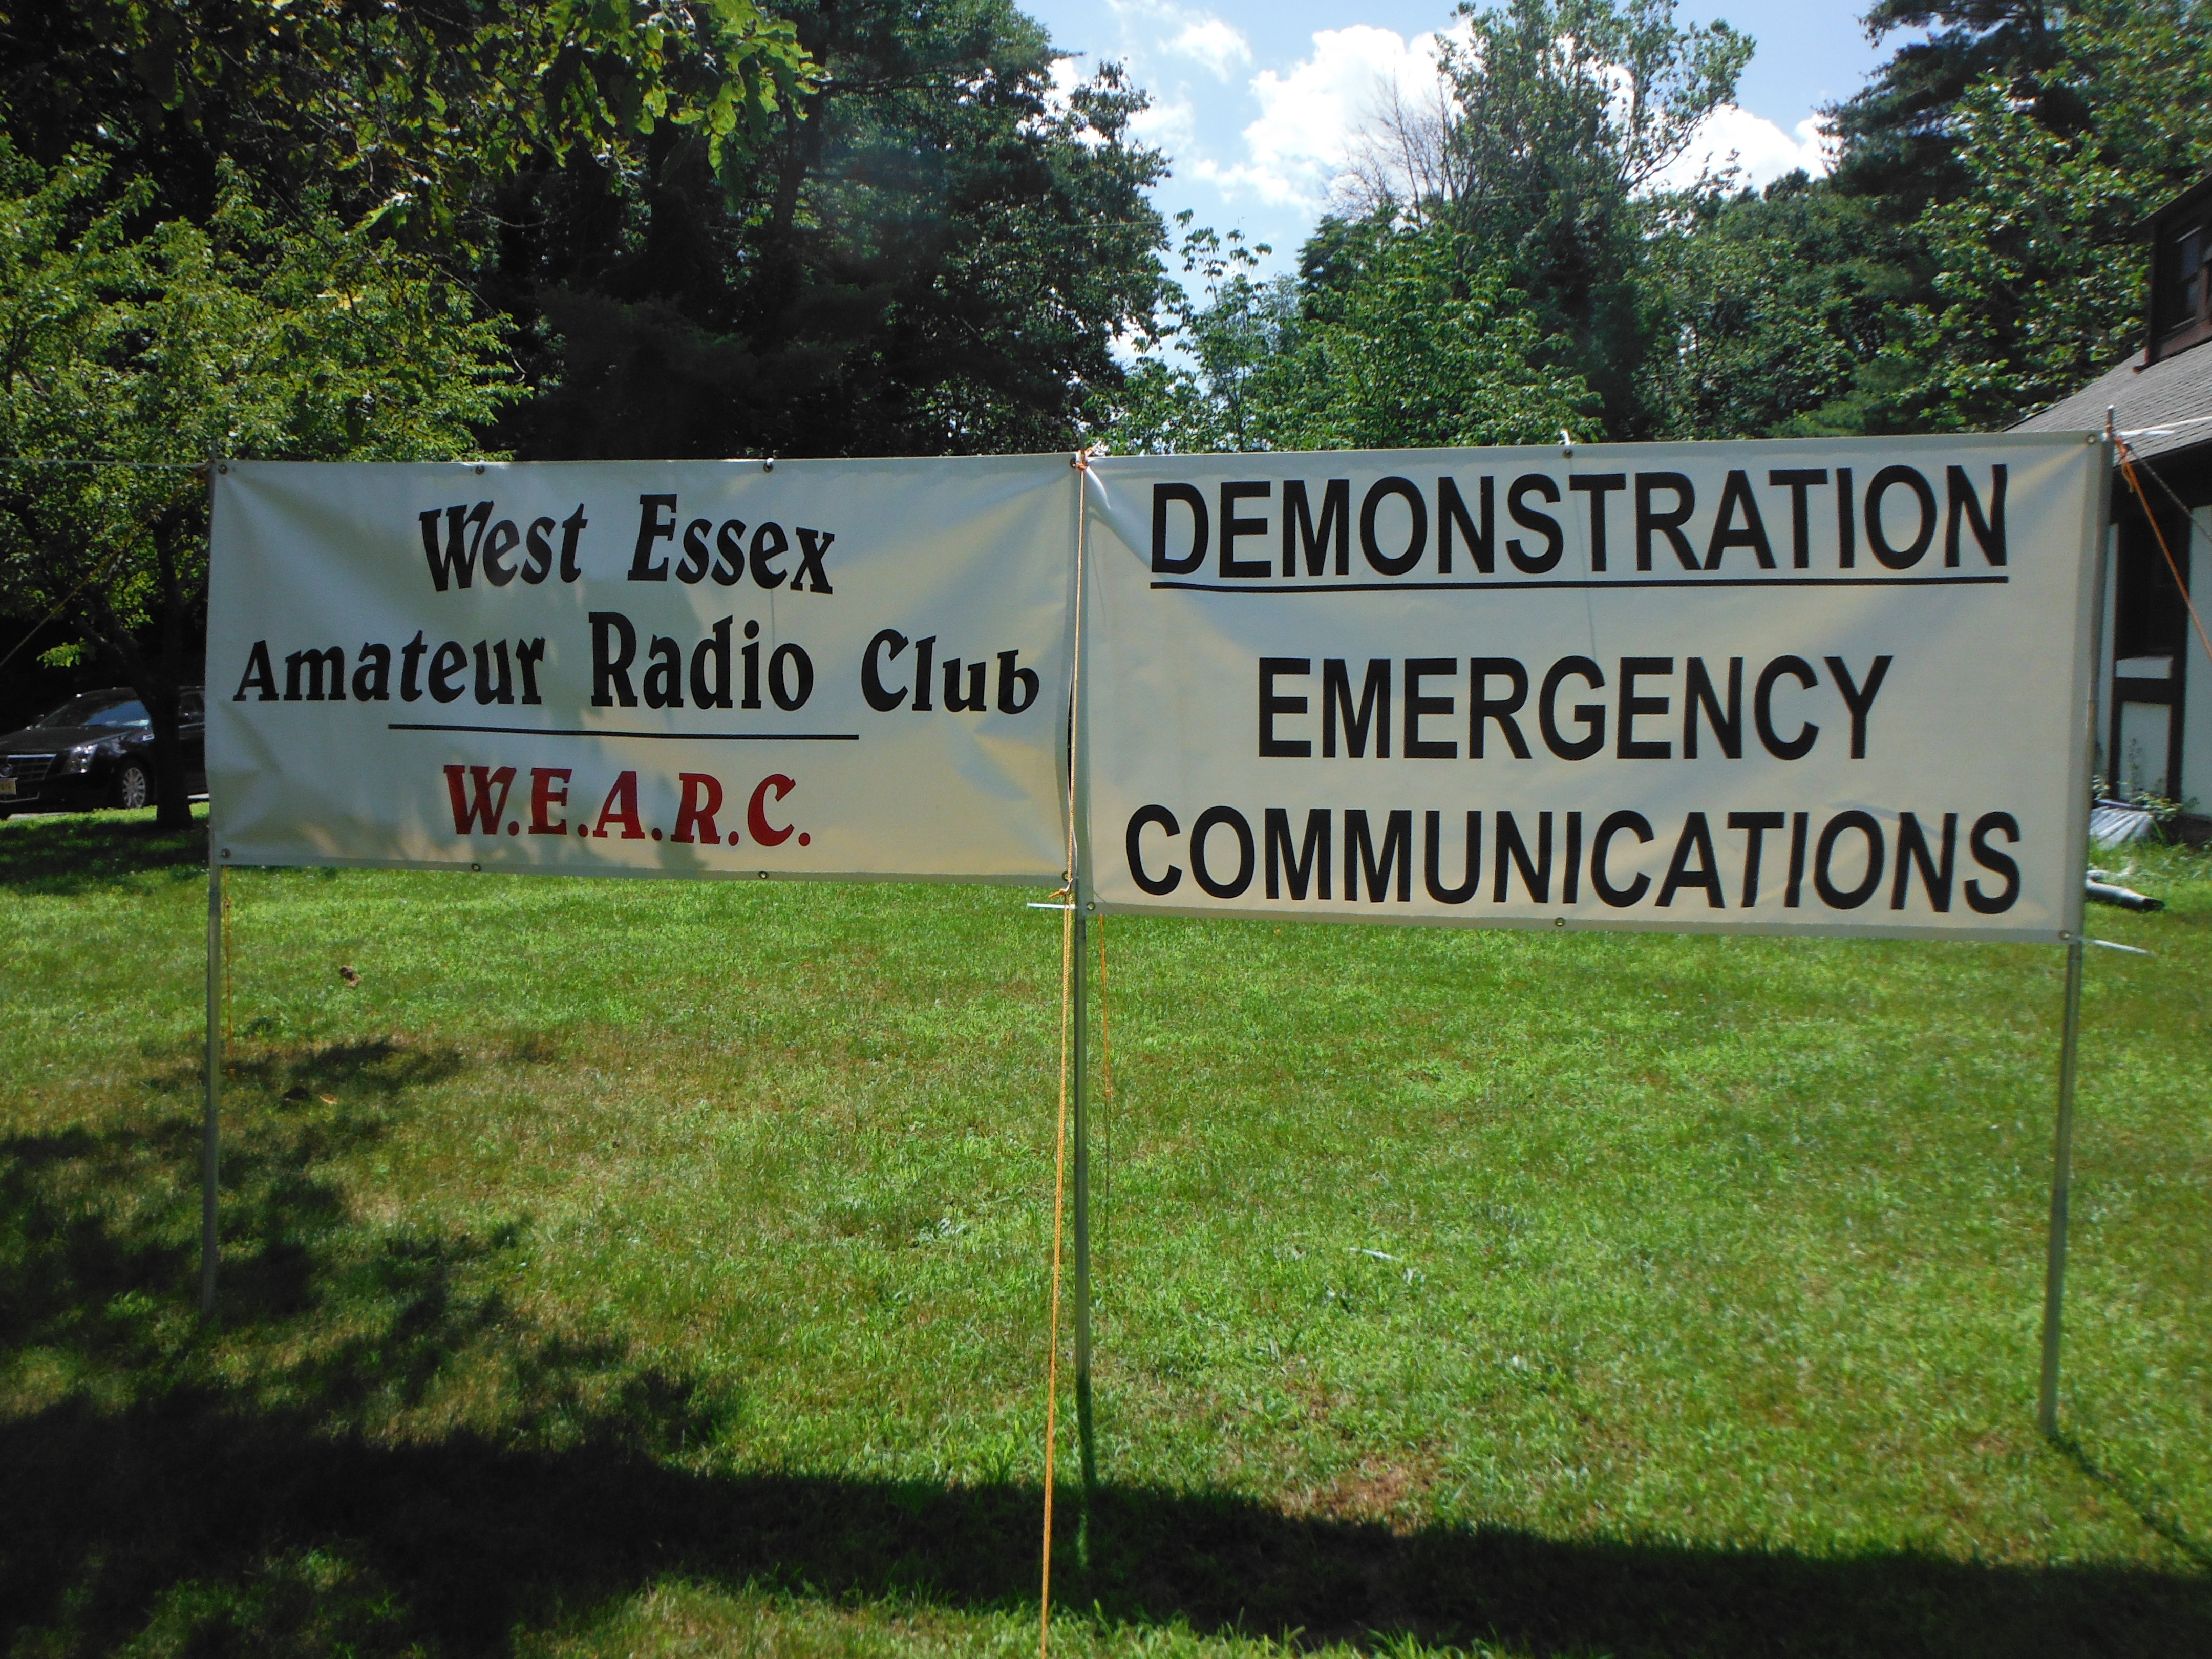 West Essex
Amateur Radio Club
W.E.A.R.C.
DEMONSTRATION
EMERGENCY
COMMUNICATIONS